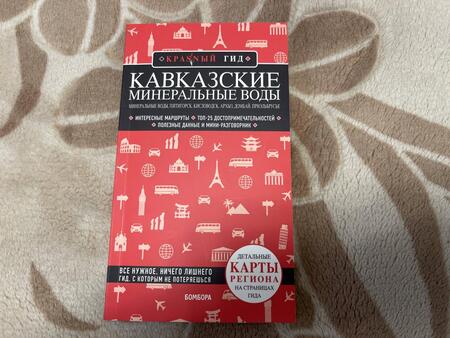 КРАСНЫЙ ГИД
КАВКАЗСКИЕ
МИНЕРАЛЬНЫЕ ВОДЫ
МИНЕРАЛЬНЫЕ ВОДЫ, ПЯТИГОРСК, КИСЛОВОДСК, АРХЫЗ, ДОМБАЙ, ПРИЭЛЬБРУСЬЕ
ИНТЕРЕСНЫЕ МАРШРУТЫ ТОП-25 ДОСТОПРИМЕЧАТЕЛЬНОСТЕЙ
ПОЛЕЗНЫЕ ДАННЫЕ И МИНИ-РАЗГОВОРНИК
ВСЕ НУЖНОЕ, НИЧЕГО ЛИШНЕГО
ГИД, С КОТОРЫМ НЕ ПОТЕРЯЕШЬСЯ
БОМБОРА
ДЕТАЛЬНЫЕ
КАРТЫ
РЕГИОНА
НА СТРАНИЦАХ
ГИДА